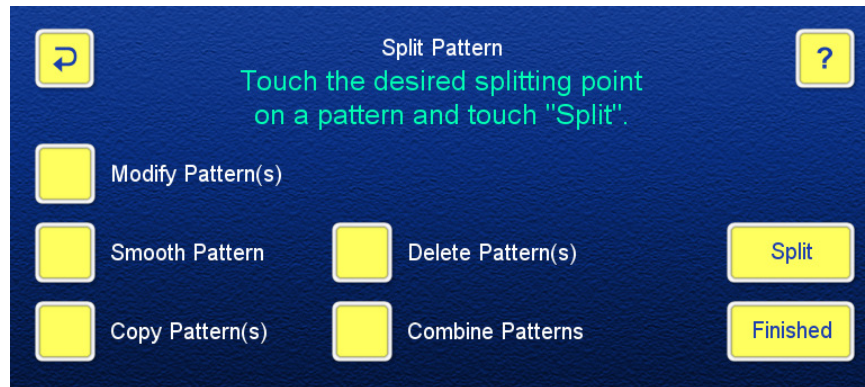 Split Pattern
?
Touch the desired splitting point
on a pattern and touch "Split".
Modify Pattern(s)
Smooth Pattern
Delete Pattern(s)
Split
Copy Pattern(s)
Combine Patterns
Finished